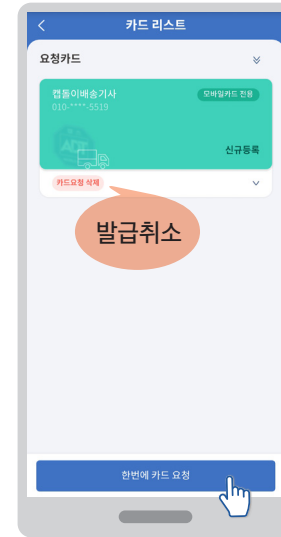 카드 리스트
요청카드
캡돌이배송기사
모바일카드 전용
010-****-5519
ADT
신규등록
카드요청 삭제
발급취소
한번에 카드 요청